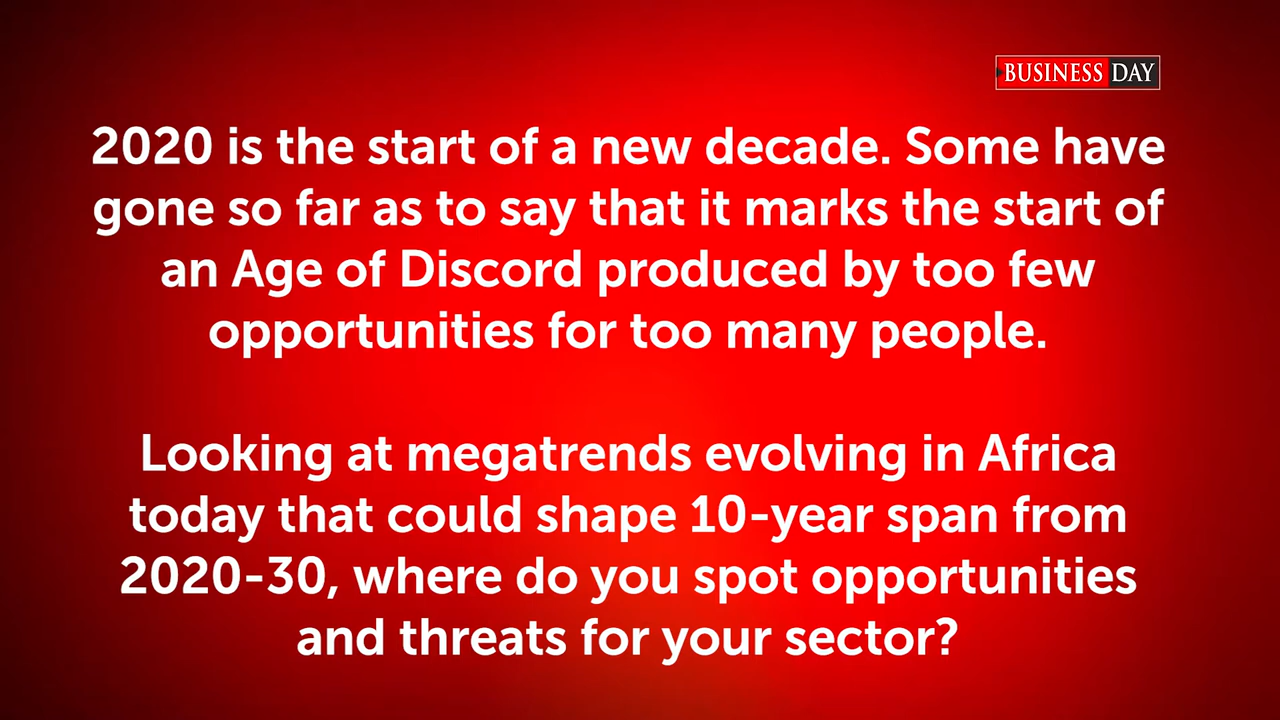 BUSINESS DAY
2020 is the start of a new decade. Some have
gone so far as to say that it marks the start of
an Age of Discord produced by too few
opportunities for too many people.
Looking at megatrends evolving in Africa
today that could shape 10-year span from
2020-30, where do you spot opportunities
and threats for your sector?